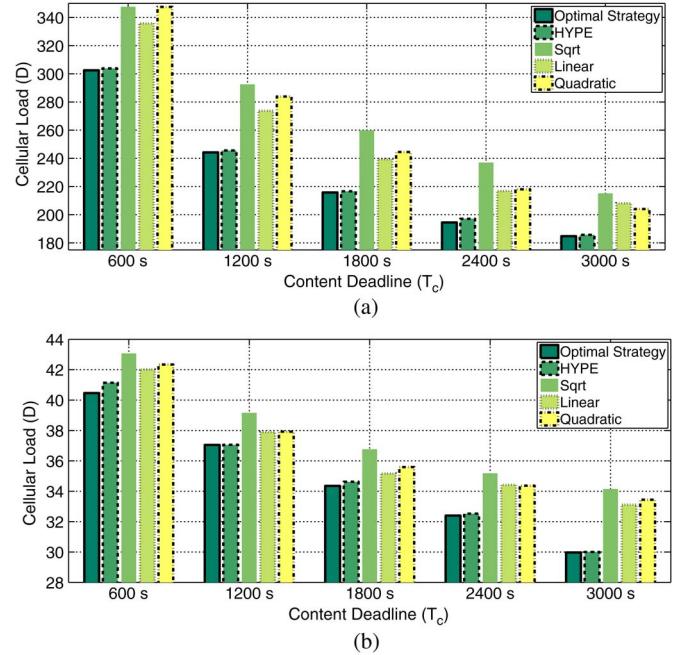 340
320
300
280
260
240
220
200
180
Cellular Load (D)
Optimal Strategy
HYPE
Sqrt
Linear
Quadratic
600 s 1200 s 1800 s 2400 s 3000 s
Content Deadline (Tc)
(a)
44
42
40
38
36
34
32
30
28
Cellular Load (D)
Optimal Strategy
HYPE
Sqrt
Linear
Quadratic
600 s 1200 s 1800 s 2400 s 3000 s
Content Deadline (Tc)
(b)